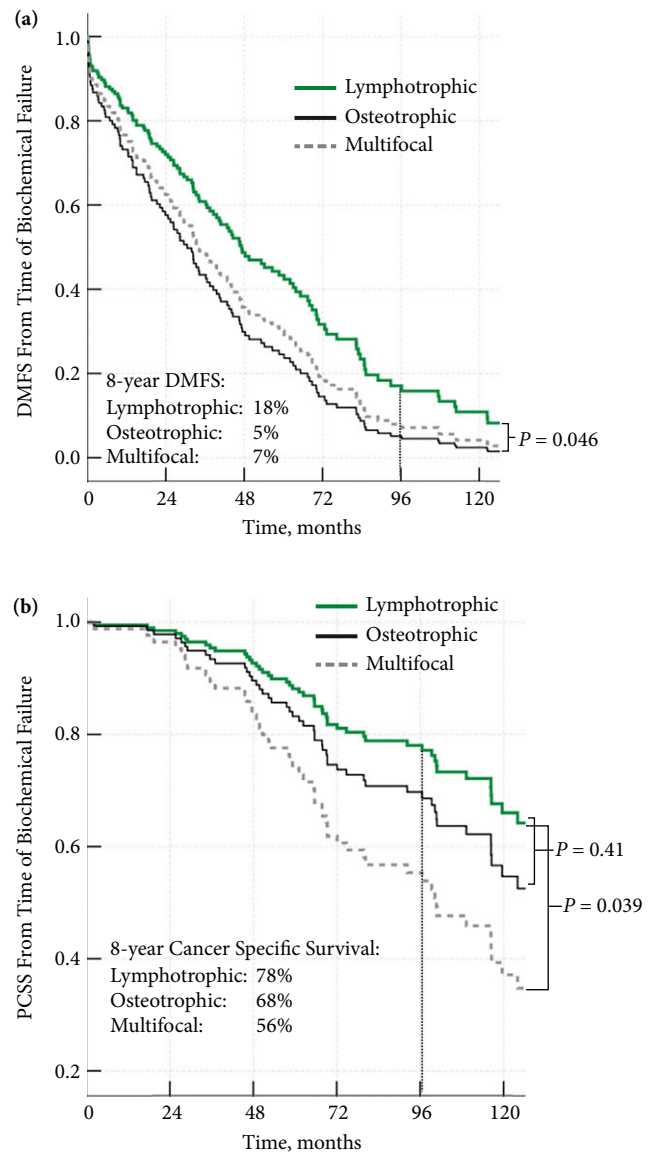 (a)
1.0
0.8
0.6
0.4
0.2
0.0
DMFS From Time of Biochemical Failure
Lymphotrophic
Osteotrophic
Multifocal
8-year DMFS:
Lymphotrophic: 18%
Osteotrophic: 5%
Multifocal: 7%
P = 0.046
0 24 48 72 96 120
Time, months
(b)
1.0
0.8
0.6
0.4
0.2
PCSS From Time of Biochemical Failure
Lymphotrophic
Osteotrophic
Multifocal
P = 0.41
P = 0.039
8-year Cancer Specific Survival:
Lymphotrophic: 78%
Osteotrophic: 68%
Multifocal: 56%
0 24 48 72 96 120
Time, months